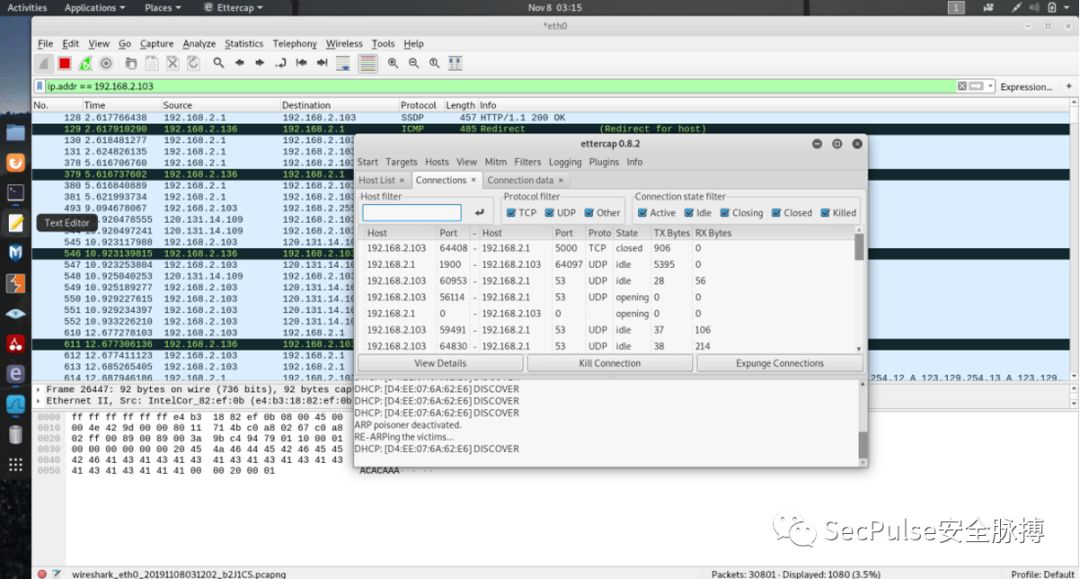 Activities Applications Places Ettercap Nov 8 03:15 1
*eth0
File Edit View Go Capture Analyze Statistics Telephony Wireless Tools Help
ip.addr == 192.168.2.103 Expression… +
No. Time Source Destination Protocol Length Info
128 2.617766438 192.168.2.1 192.168.2.103 SSDP 457 HTTP/1.1 200 OK
129 2.617910290 192.168.2.136 192.168.2.1 ICMP 485 Redirect (Redirect for host)
130 2.618481277 192.168.2.1 192.168.2.
131 2.624826135 192.168.2.1 192.168.2.
378 5.616706760 192.168.2.1 192.168.2.
379 5.616737602 192.168.2.136 192.168.2.1
380 5.616840889 192.168.2.1 192.168.2.
381 5.621993734 192.168.2.1 192.168.2.
493 9.094678067 192.168.2.103 192.168.2.255
Text Editor
.920478555 120.131.14.109 192.168.2.
.920497241 120.131.14.109 192.168.2.
545 10.923117988 192.168.2.103 120.131.14.10
546 10.923139815 192.168.2.136 192.168.2.
547 10.923253804 192.168.2.103 120.131.14.10
548 10.925040253 120.131.14.109 192.168.2.
549 10.925189277 192.168.2.103 120.131.14.10
550 10.929227615 192.168.2.103 120.131.14.10
551 10.929234397 192.168.2.103 120.131.14.10
552 10.933226210 192.168.2.103 120.131.14.10
610 12.677278103 192.168.2.103 192.168.2.1
611 12.677306136 192.168.2.136 192.168.2.
612 12.677411123 192.168.2.103 192.168.2.1
613 12.685265405 192.168.2.103 192.168.2.1
614 12.687946186 192.168.2.1 192.168.2. 254.12 A 123.129.254.13 A 123.129
Frame 26447: 92 bytes on wire (736 bits), 92 bytes cap
Ethernet II, Src: IntelCor_82:ef:0b (e4:b3:18:82:ef:0b
0000 ff ff ff ff ff ff e4 b3 18 82 ef 0b 08 00 45 00
0010 00 4e 42 9d 00 00 80 11 71 4b c0 a8 02 67 c0 a8
0020 02 ff 00 89 00 89 00 3a 9b c4 94 79 01 10 00 01
0030 00 00 00 00 00 00 20 45 4a 46 44 45 42 46 45 45
0040 42 46 41 43 41 43 41 43 41 43 41 43 41 43 41 43
0050 41 43 41 43 41 41 41 00 00 20 00 01 ACACAAA
ettercap 0.8.2
Start Targets Hosts View Mitm Filters Logging Plugins Info
Host List × Connections × Connection data ×
Host filter Protocol filter Connection state filter
TCP UDP Other Active Idle Closing Closed Killed
Host Port - Host Port Proto State TX Bytes RX Bytes
192.168.2.103 64408 - 192.168.2.1 5000 TCP closed 906 0
192.168.2.1 1900 - 192.168.2.103 64097 UDP idle 5395 0
192.168.2.103 60953 - 192.168.2.1 53 UDP idle 28 56
192.168.2.103 56114 - 192.168.2.1 53 UDP opening 0 0
192.168.2.1 0 - 192.168.2.103 0 opening 0 0
192.168.2.103 59491 - 192.168.2.1 53 UDP idle 37 106
192.168.2.103 64830 - 192.168.2.1 53 UDP idle 38 214
View Details Kill Connection Expunge Connections
DHCP: [D4:EE:07:6A:62:E6] DISCOVER
DHCP: [D4:EE:07:6A:62:E6] DISCOVER
DHCP: [D4:EE:07:6A:62:E6] DISCOVER
ARP poisoner deactivated.
RE-ARPing the victims...
DHCP: [D4:EE:07:6A:62:E6] DISCOVER
SecPulse安全脉搏
wireshark_eth0_20191108031202_b2J1CS.pcapng Packets: 30801 · Displayed: 1080 (3.5%) Profile: Default